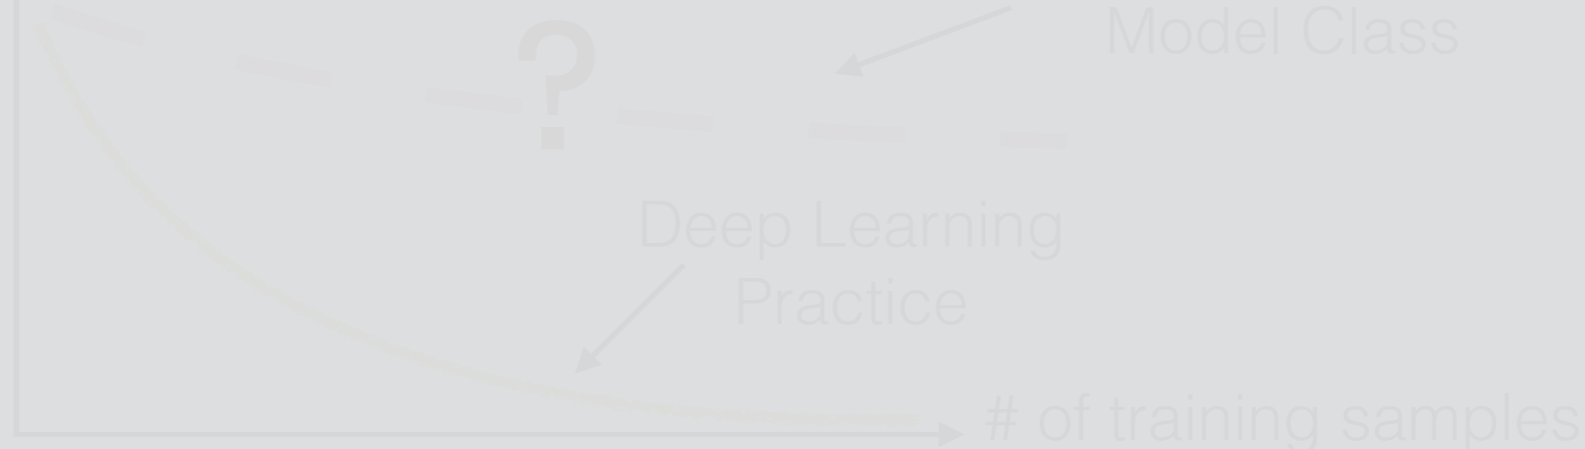 Model Class
?
Deep Learning
Practice
# of training samples